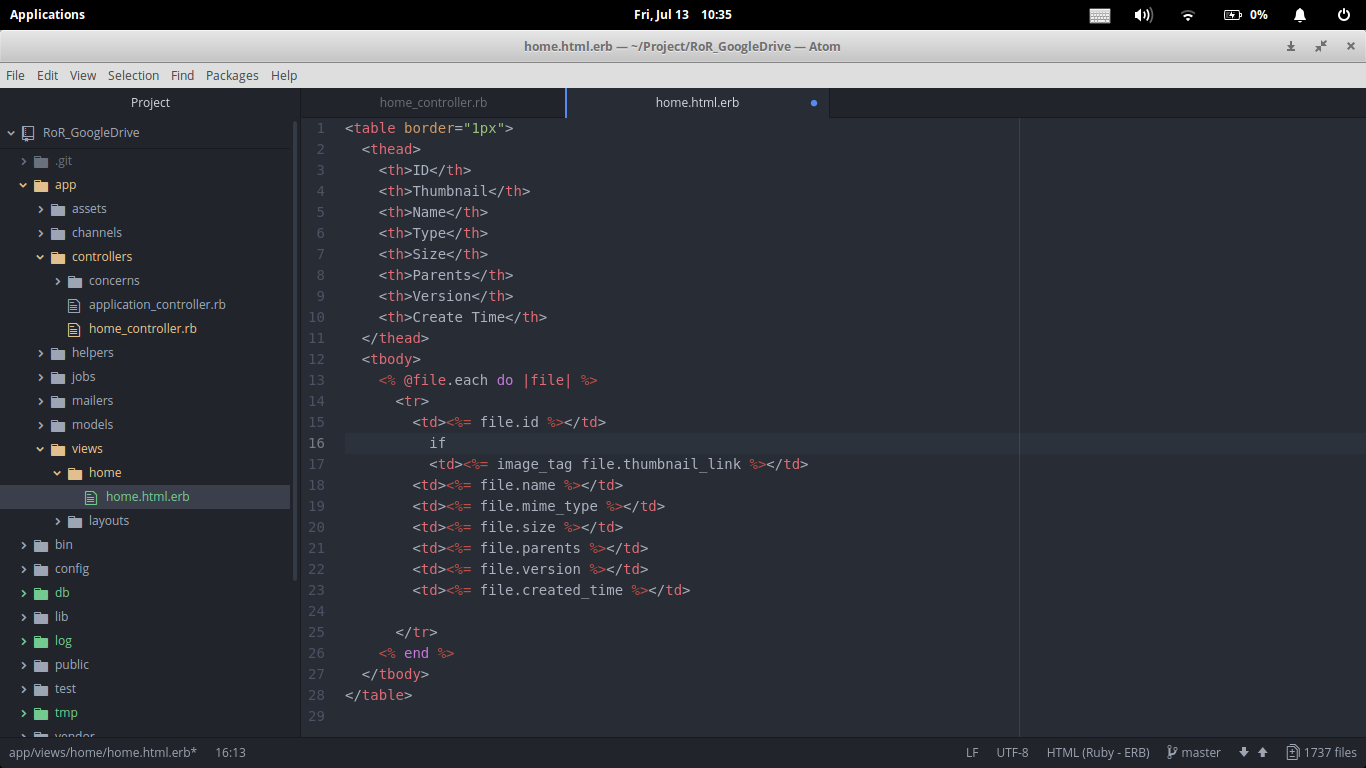 Applications
Fri, Jul 13 10:35
0%
home.html.erb — ~/Project/RoR_GoogleDrive — Atom
File Edit View Selection Find Packages Help
Project
RoR_GoogleDrive
.git
app
assets
channels
controllers
concerns
application_controller.rb
home_controller.rb
helpers
jobs
mailers
models
views
home
home.html.erb
layouts
bin
config
db
lib
log
public
test
tmp
vendor
home_controller.rb
home.html.erb
1 <table border="1px">
2 <thead>
3 <th>ID</th>
4 <th>Thumbnail</th>
5 <th>Name</th>
6 <th>Type</th>
7 <th>Size</th>
8 <th>Parents</th>
9 <th>Version</th>
10 <th>Create Time</th>
11 </thead>
12 <tbody>
13 <% @file.each do |file| %>
14 <tr>
15 <td><%= file.id %></td>
16 if
17 <td><%= image_tag file.thumbnail_link %></td>
18 <td><%= file.name %></td>
19 <td><%= file.mime_type %></td>
20 <td><%= file.size %></td>
21 <td><%= file.parents %></td>
22 <td><%= file.version %></td>
23 <td><%= file.created_time %></td>
24
25 </tr>
26 <% end %>
27 </tbody>
28 </table>
29
app/views/home/home.html.erb* 16:13
LF UTF-8 HTML (Ruby - ERB) master 1737 files